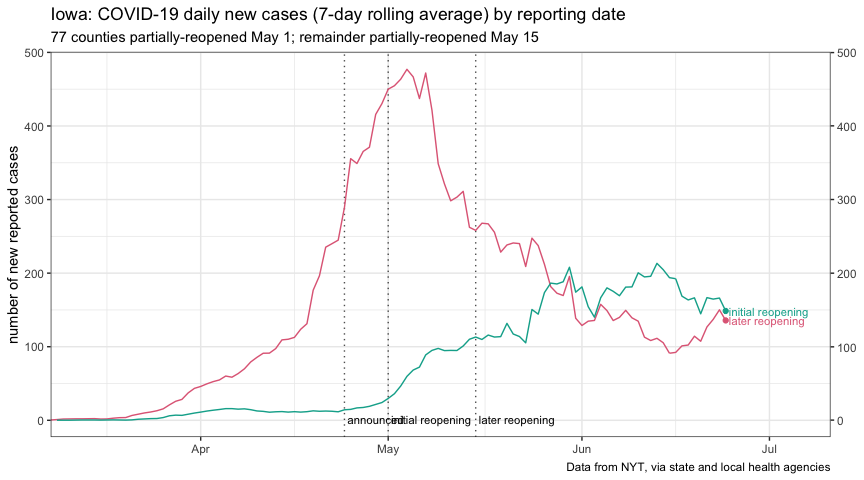 Iowa: COVID-19 daily new cases (7-day rolling average) by reporting date
77 counties partially-reopened May 1; remainder partially-reopened May 15
number of new reported cases
500
400
300
200
100
0
500
400
300
200
100
0
initial reopening
later reopening
announced
initial reopening
later reopening
Apr
May
Jun
Jul
Data from NYT, via state and local health agencies